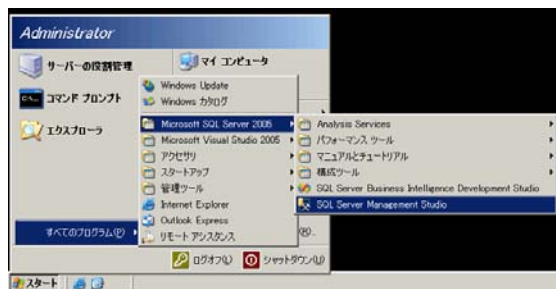 Administrator
サーバーの役割管理
マイ コンピュータ
コマンド プロンプト
エクスプローラ
Windows Update
Windows カタログ
Microsoft SQL Server 2005
Microsoft Visual Studio 2005
アクセサリ
スタートアップ
管理ツール
Internet Explorer
Outlook Express
リモート アシスタンス
Analysis Services
パフォーマンス ツール
マニュアルとチュートリアル
構成ツール
SQL Server Business Intelligence Development Studio
SQL Server Management Studio
すべてのプログラム(P)
ログオフ(L)
シャットダウン(U)
スタート